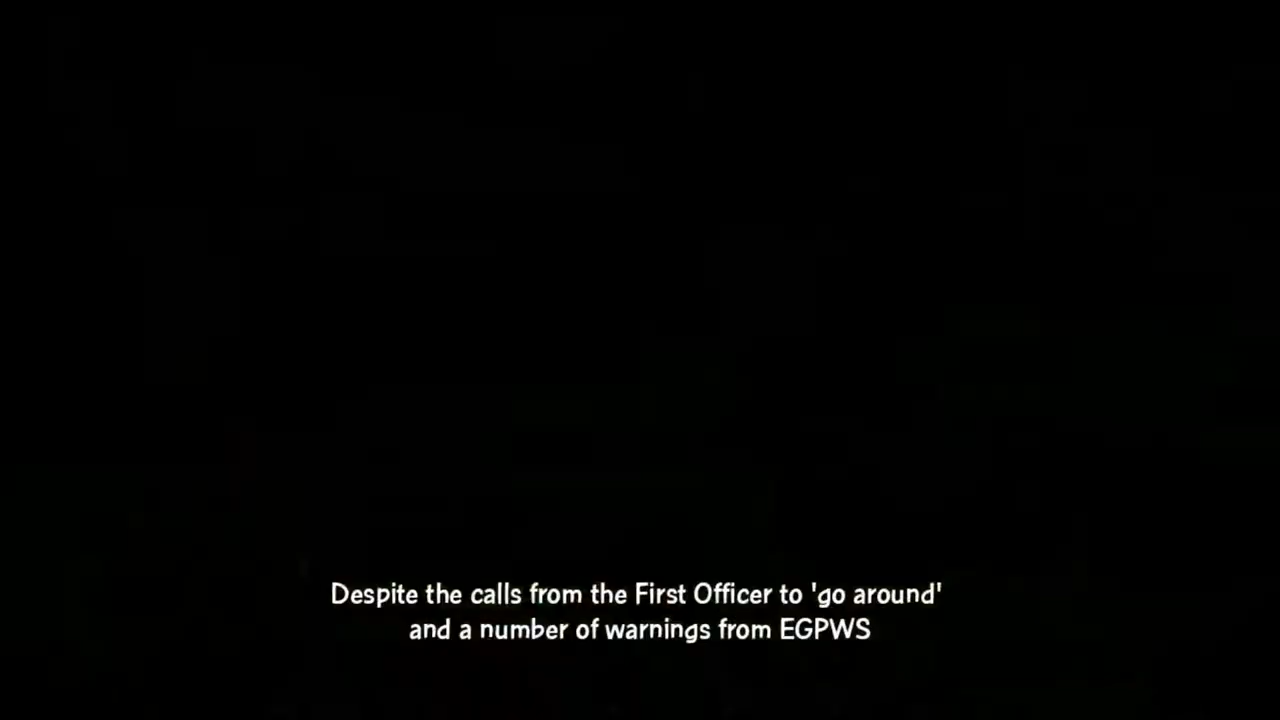 Despite the calls from the First Officer to 'go around'
and a number of warnings from EGPWS